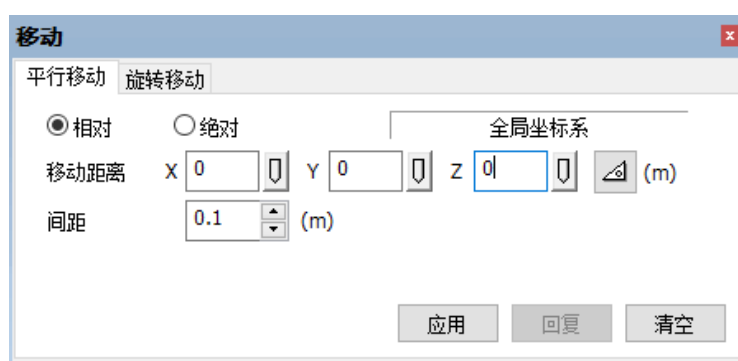 移动
平行移动 旋转移动
相对 绝对 全局坐标系
移动距离 X 0 Y 0 Z 0 (m)
间距 0.1 (m)
应用 回复 清空